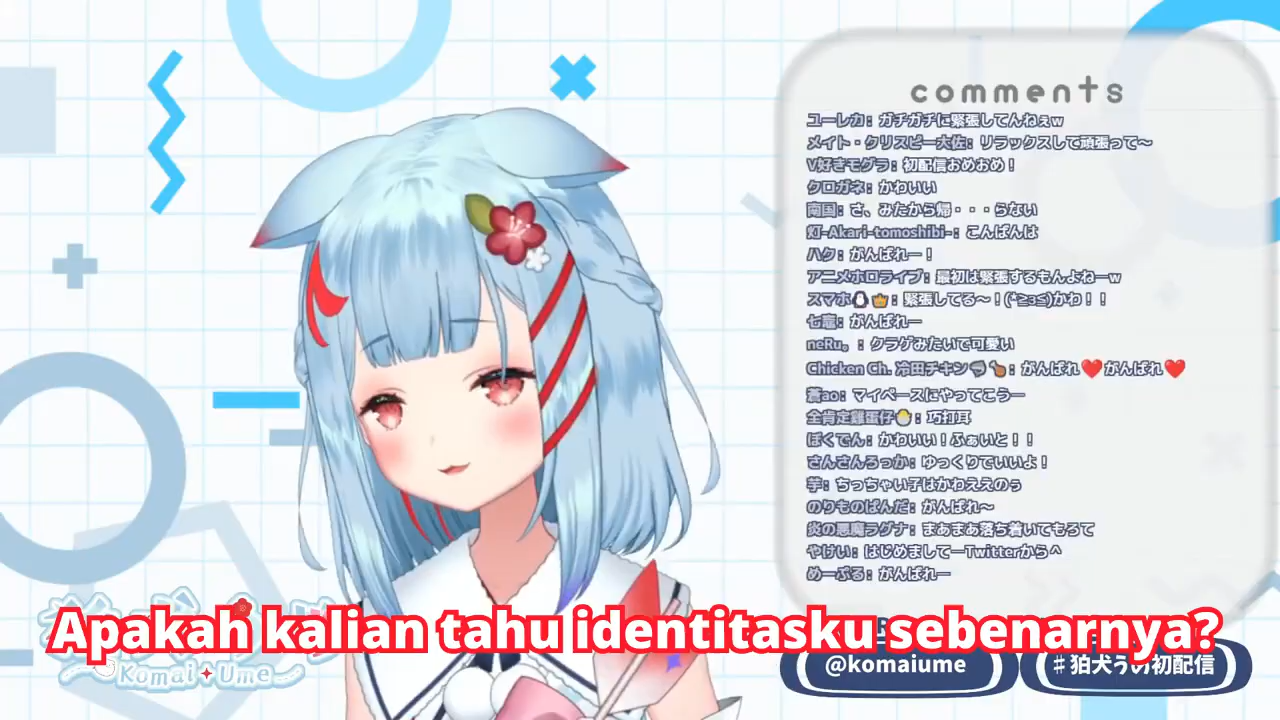 comments
ユーレカ: ガチガチに緊張してんねぇw
メイト・クリスピー大佐: リラックスして頑張って〜
V好きモグラ: 初配信おめおめ！
クロガネ: かわいい
南国: さ、みたから帰・・・らない
灯-Akari-tomoshibi-: こんばんは
ハク: がんばれー！
アニメホロライブ: 最初は緊張するもんよねーw
スマホ🐧👑: 緊張してる〜！(*≧з≦)かわ！！
七竈: がんばれー
neRu。: クラゲみたいで可愛い
Chicken Ch. 冷田チキン🐔🍗: がんばれ❤️がんばれ❤️
蒼ao: マイペースにやってこうー
全肯定雞蛋仔🐣: 巧打耳
ぼくでん: かわいい！ふぁいと！！
さんさんろっか: ゆっくりでいいよ！
芋: ちっちゃい子はかわええのぅ
のりものぱんだ: がんばれ〜
炎の悪魔ラグナ: まあまあ落ち着いてもろて
やけい: はじめましてーTwitterから^
めーぷる: がんばれー
Apakah kalian tahu identitasku sebenarnya?
Komai Ume
@komaiume
#狛犬うめ初配信